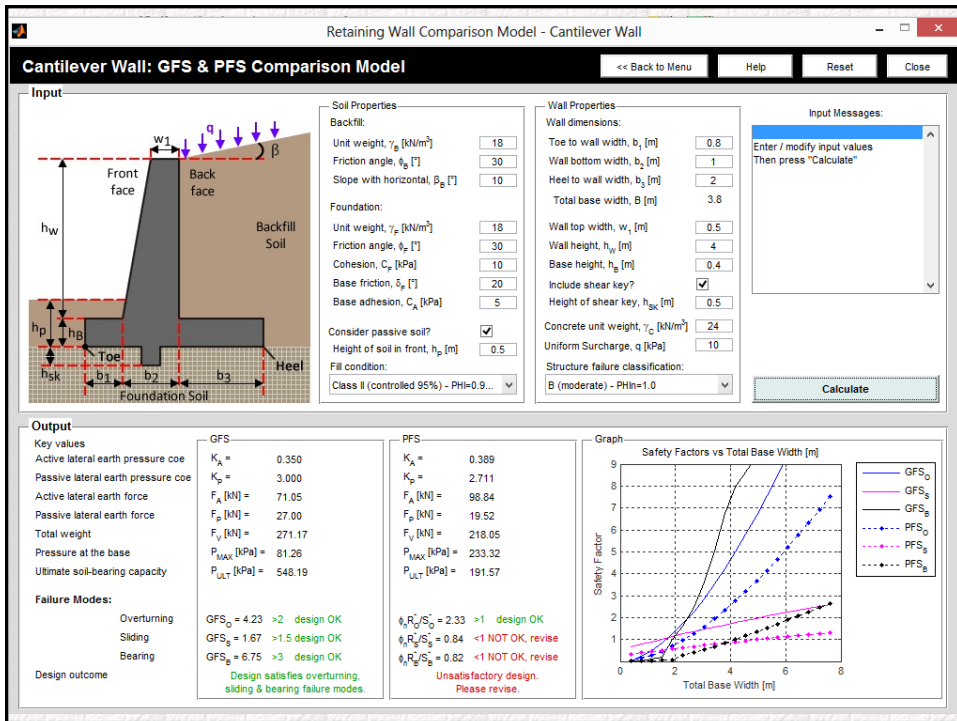 Retaining Wall Comparison Model - Cantilever Wall
Cantilever Wall: GFS & PFS Comparison Model
<< Back to Menu
Help
Reset
Close
Input
w1
q
β
Front face
Back face
hW
Backfill Soil
hP
hB
Toe
Heel
hsk
b1
b2
b3
Foundation Soil
Soil Properties
Backfill:
Unit weight, γB [kN/m³] 18
Friction angle, ϕB [°] 30
Slope with horizontal, βB [°] 10
Foundation:
Unit weight, γF [kN/m³] 18
Friction angle, ϕF [°] 30
Cohesion, CF [kPa] 10
Base friction, δF [°] 20
Base adhesion, CA [kPa] 5
Consider passive soil?
Height of soil in front, hP [m] 0.5
Fill condition:
Class II (controlled 95%) - PHI=0.9...
Wall Properties
Wall dimensions:
Toe to wall width, b1 [m] 0.8
Wall bottom width, b2 [m] 1
Heel to wall width, b3 [m] 2
Total base width, B [m] 3.8
Wall top width, w1 [m] 0.5
Wall height, hW [m] 4
Base height, hB [m] 0.4
Include shear key?
Height of shear key, hSK [m] 0.5
Concrete unit weight, γC [kN/m³] 24
Uniform Surcharge, q [kPa] 10
Structure failure classification:
B (moderate) - PHIn=1.0
Input Messages:
Enter / modify input values
Then press "Calculate"
Calculate
Output
Key values
Active lateral earth pressure coe
Passive lateral earth pressure coe
Active lateral earth force
Passive lateral earth force
Total weight
Pressure at the base
Ultimate soil-bearing capacity
Failure Modes:
Overturning
Sliding
Bearing
Design outcome
GFS
KA = 0.350
KP = 3.000
FA [kN] = 71.05
FP [kN] = 27.00
FV [kN] = 271.17
PMAX [kPa] = 81.26
PULT [kPa] = 548.19
GFSO = 4.23 >2 design OK
GFSS = 1.67 >1.5 design OK
GFSB = 6.75 >3 design OK
Design satisfies overturning,
sliding & bearing failure modes.
PFS
KA = 0.389
KP = 2.711
FA [kN] = 98.84
FP [kN] = 19.52
FV [kN] = 218.05
PMAX [kPa] = 233.32
PULT [kPa] = 191.57
ϕnR*O/S*O = 2.33 >1 design OK
ϕnR*S/S*S = 0.84 <1 NOT OK, revise
ϕnR*B/S*B = 0.82 <1 NOT OK, revise
Unsatisfactory design.
Please revise.
Graph
Safety Factors vs Total Base Width [m]
Safety Factor
9
8
7
6
5
4
3
2
1
0 2 4 6 8
Total Base Width [m]
GFSO
GFSS
GFSB
PFSO
PFSS
PFSB